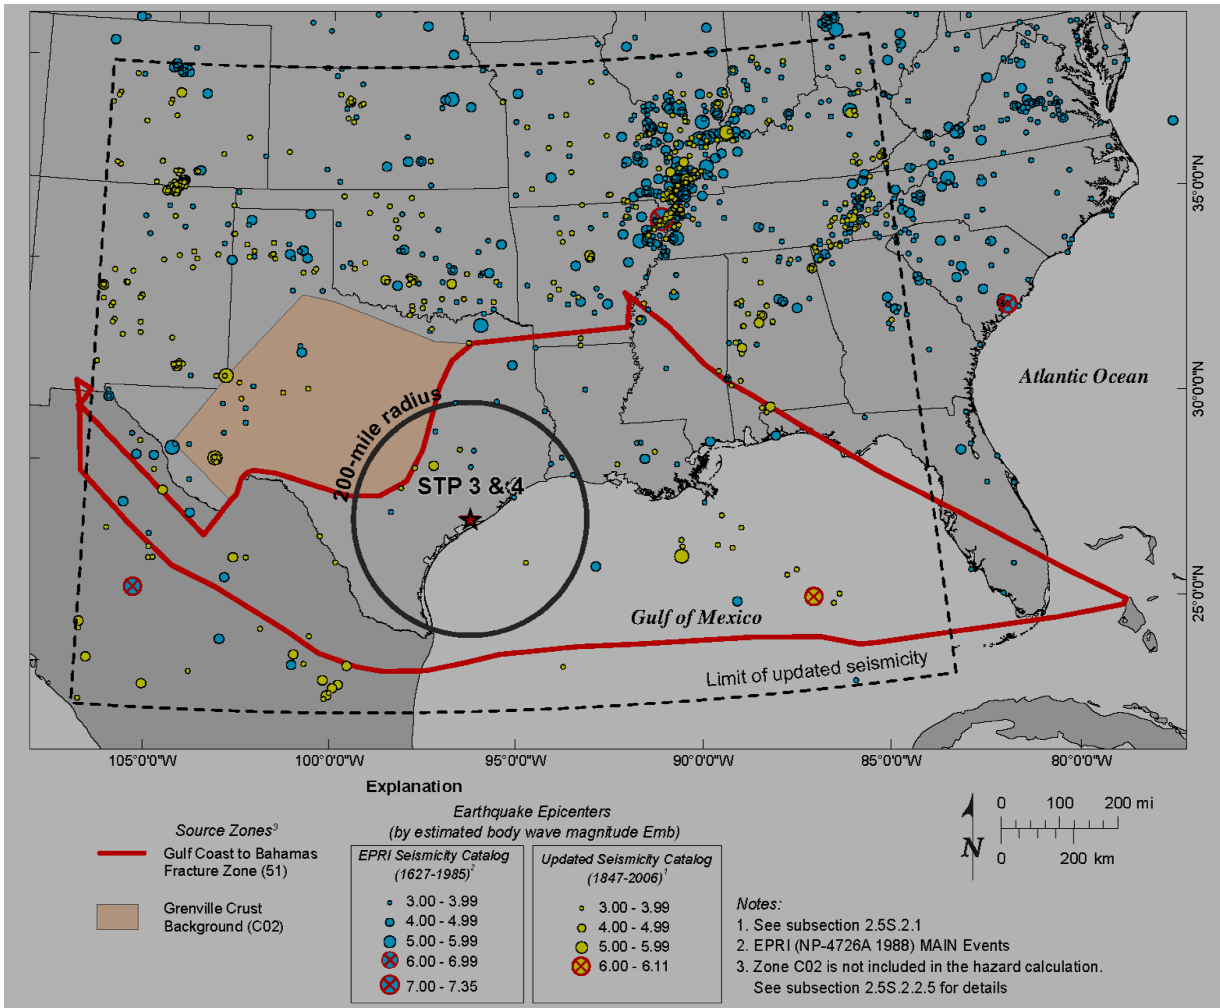 35°0'0"N
Atlantic Ocean
30°0'0"N
200-mile radius
STP 3 & 4
Gulf of Mexico
25°0'0"N
Limit of updated seismicity
105°0'0"W
100°0'0"W
95°0'0"W
90°0'0"W
85°0'0"W
80°0'0"W
Explanation
Source Zones³
Gulf Coast to Bahamas
Fracture Zone (51)
Grenville Crust
Background (C02)
Earthquake Epicenters
(by estimated body wave magnitude Emb)
EPRI Seismicity Catalog
(1627-1985)²
3.00 - 3.99
4.00 - 4.99
5.00 - 5.99
6.00 - 6.99
7.00 - 7.35
Updated Seismicity Catalog
(1847-2006)¹
3.00 - 3.99
4.00 - 4.99
5.00 - 5.99
6.00 - 6.11
N
0 100 200 mi
0 200 km
Notes:
1. See subsection 2.5S.2.1
2. EPRI (NP-4726A 1988) MAIN Events
3. Zone C02 is not included in the hazard calculation.
See subsection 2.5S.2.2.5 for details